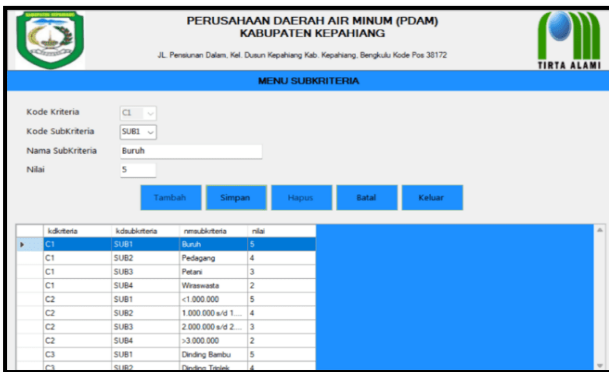 PERUSAHAAN DAERAH AIR MINUM (PDAM)
KABUPATEN KEPAHIANG
JL. Pensiunan Dalam, Kel. Dusun Kepahiang Kab. Kepahiang, Bengkulu Kode Pos 38172
TIRTA ALAMI
MENU SUBKRITERIA
Kode Kriteria C1
Kode SubKriteria SUB1
Nama SubKriteria Buruh
Nilai 5
Tambah Simpan Hapus Batal Keluar
kdkriteria kdsubkriteria nmsubkriteria nilai
C1 SUB1 Buruh 5
C1 SUB2 Pedagang 4
C1 SUB3 Petani 3
C1 SUB4 Wiraswasta 2
C2 SUB1 <1.000.000 5
C2 SUB2 1.000.000 s/d 1.... 4
C2 SUB3 2.000.000 s/d 2.... 3
C2 SUB4 >3.000.000 2
C3 SUB1 Dinding Bambu 5
C3 SUB2 Dinding Triplek 4